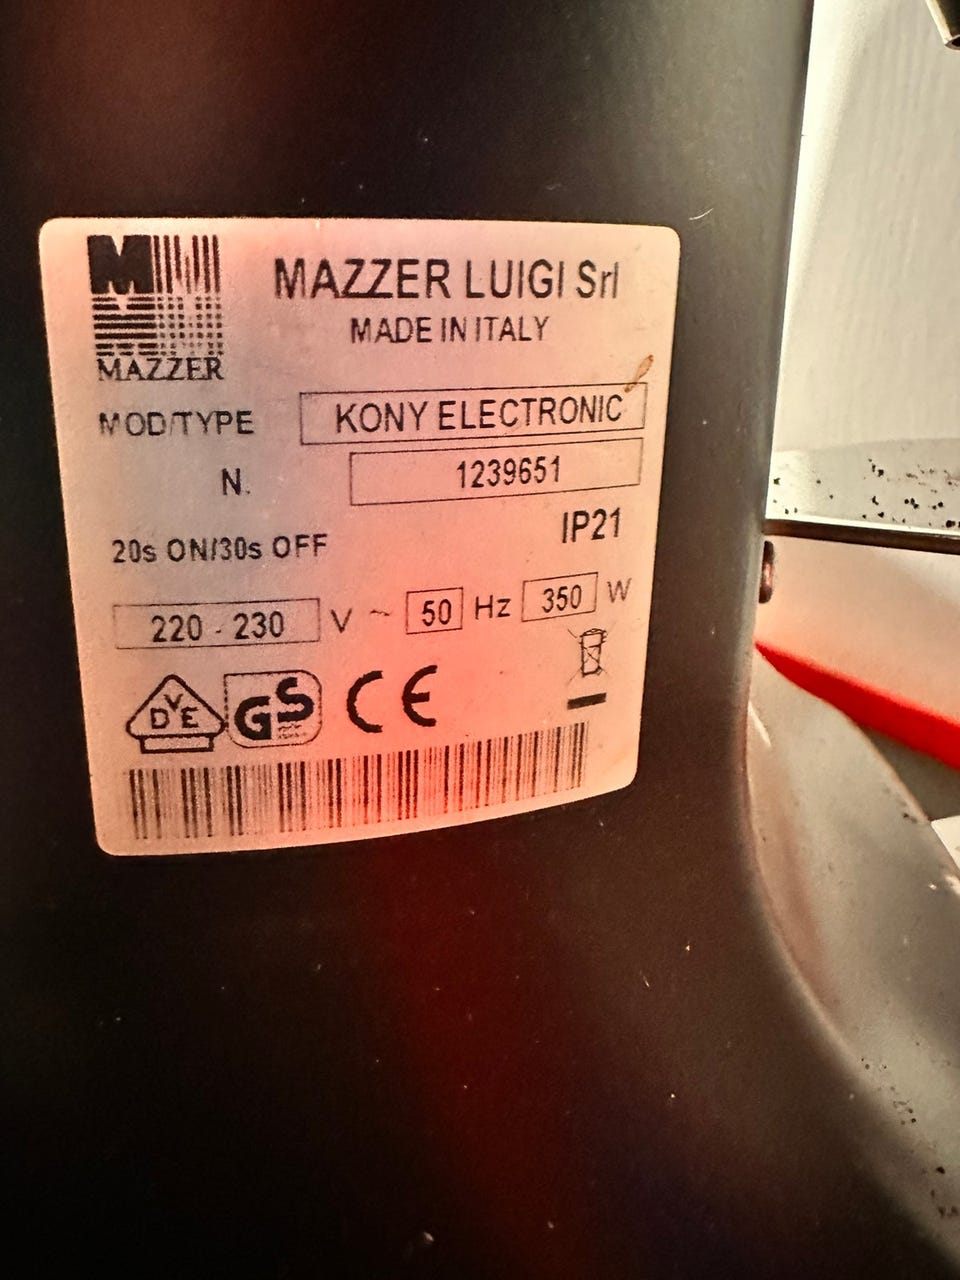 MAZZER LUIGI Srl
MADE IN ITALY
MAZZER
MOD/TYPE KONY ELECTRONIC
N. 1239651
20s ON/30s OFF IP21
220 - 230 V ~ 50 Hz 350 W
DVE GS CE